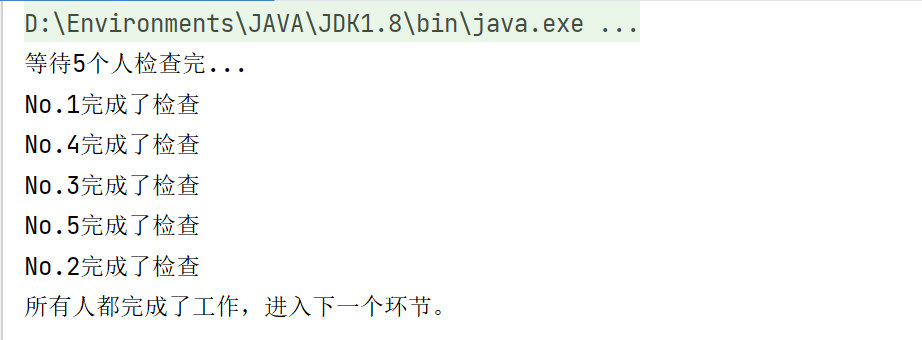 D:\Environments\JAVA\JDK1.8\bin\java.exe ...
等待5个人检查完...
No.1完成了检查
No.4完成了检查
No.3完成了检查
No.5完成了检查
No.2完成了检查
所有人都完成了工作，进入下一个环节。